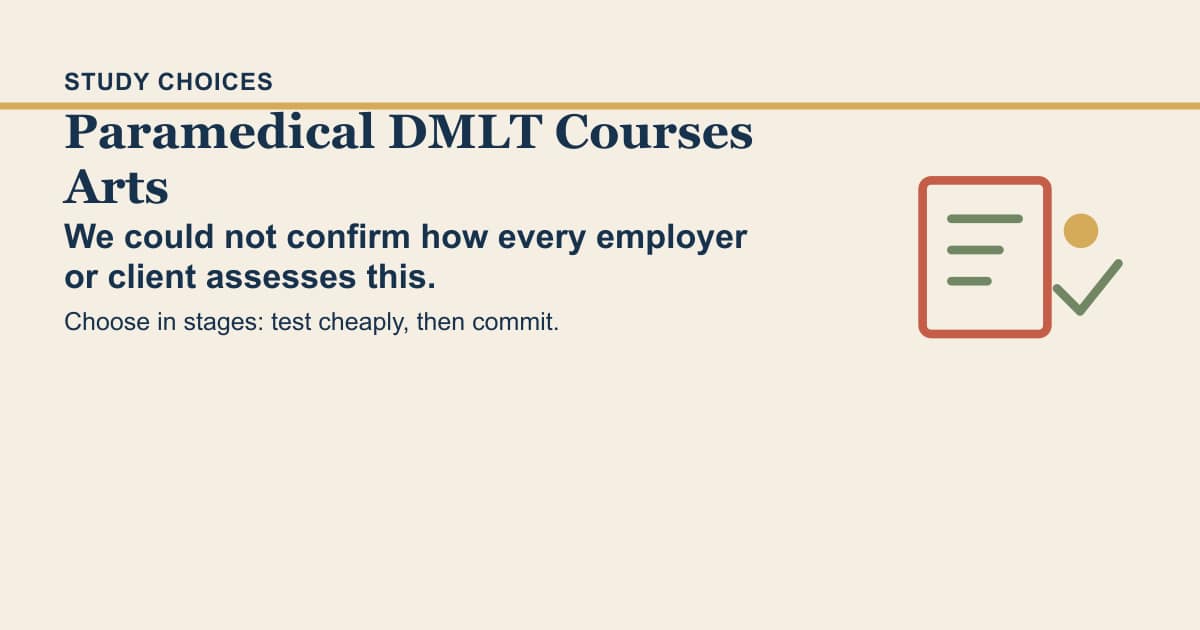 STUDY CHOICES
Paramedical DMLT Courses
Arts
We could not confirm how every employer
or client assesses this.
Choose in stages: test cheaply, then commit.